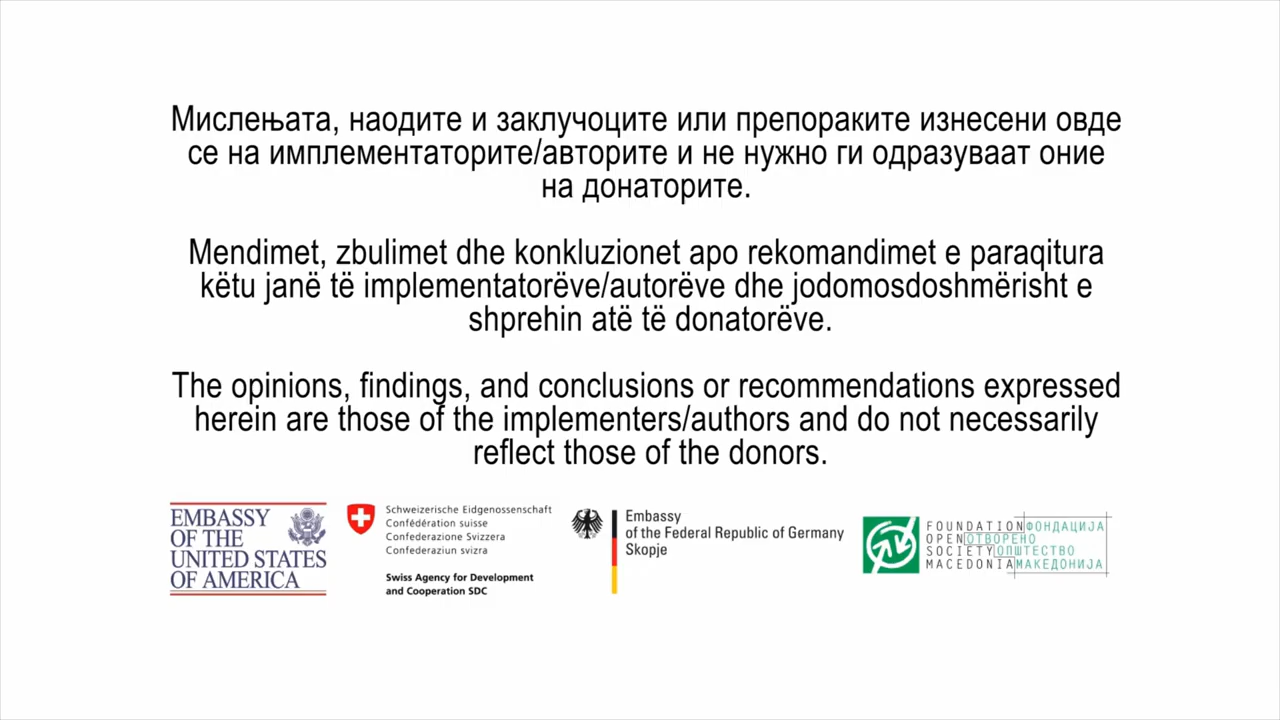 Мислењата, наодите и заклучоците или препораките изнесени овде
се на имплементаторите/авторите и не нужно ги одразуваат оние
на донаторите.
Mendimet, zbulimet dhe konkluzionet apo rekomandimet e paraqitura
këtu janë të implementatorëve/autorëve dhe jodomosdoshmërisht e
shprehin atë të donatorëve.
The opinions, findings, and conclusions or recommendations expressed
herein are those of the implementers/authors and do not necessarily
reflect those of the donors.
EMBASSY
OF THE
UNITED STATES
OF AMERICA
Schweizerische Eidgenossenschaft
Confédération suisse
Confederazione Svizzera
Confederaziun svizra
Swiss Agency for Development
and Cooperation SDC
Embassy
of the Federal Republic of Germany
Skopje
FOUNDATION ФОНДАЦИЈА
OPEN ОТВОРЕНО
SOCIETY ОПШТЕСТВО
MACEDONIA МАКЕДОНИЈА